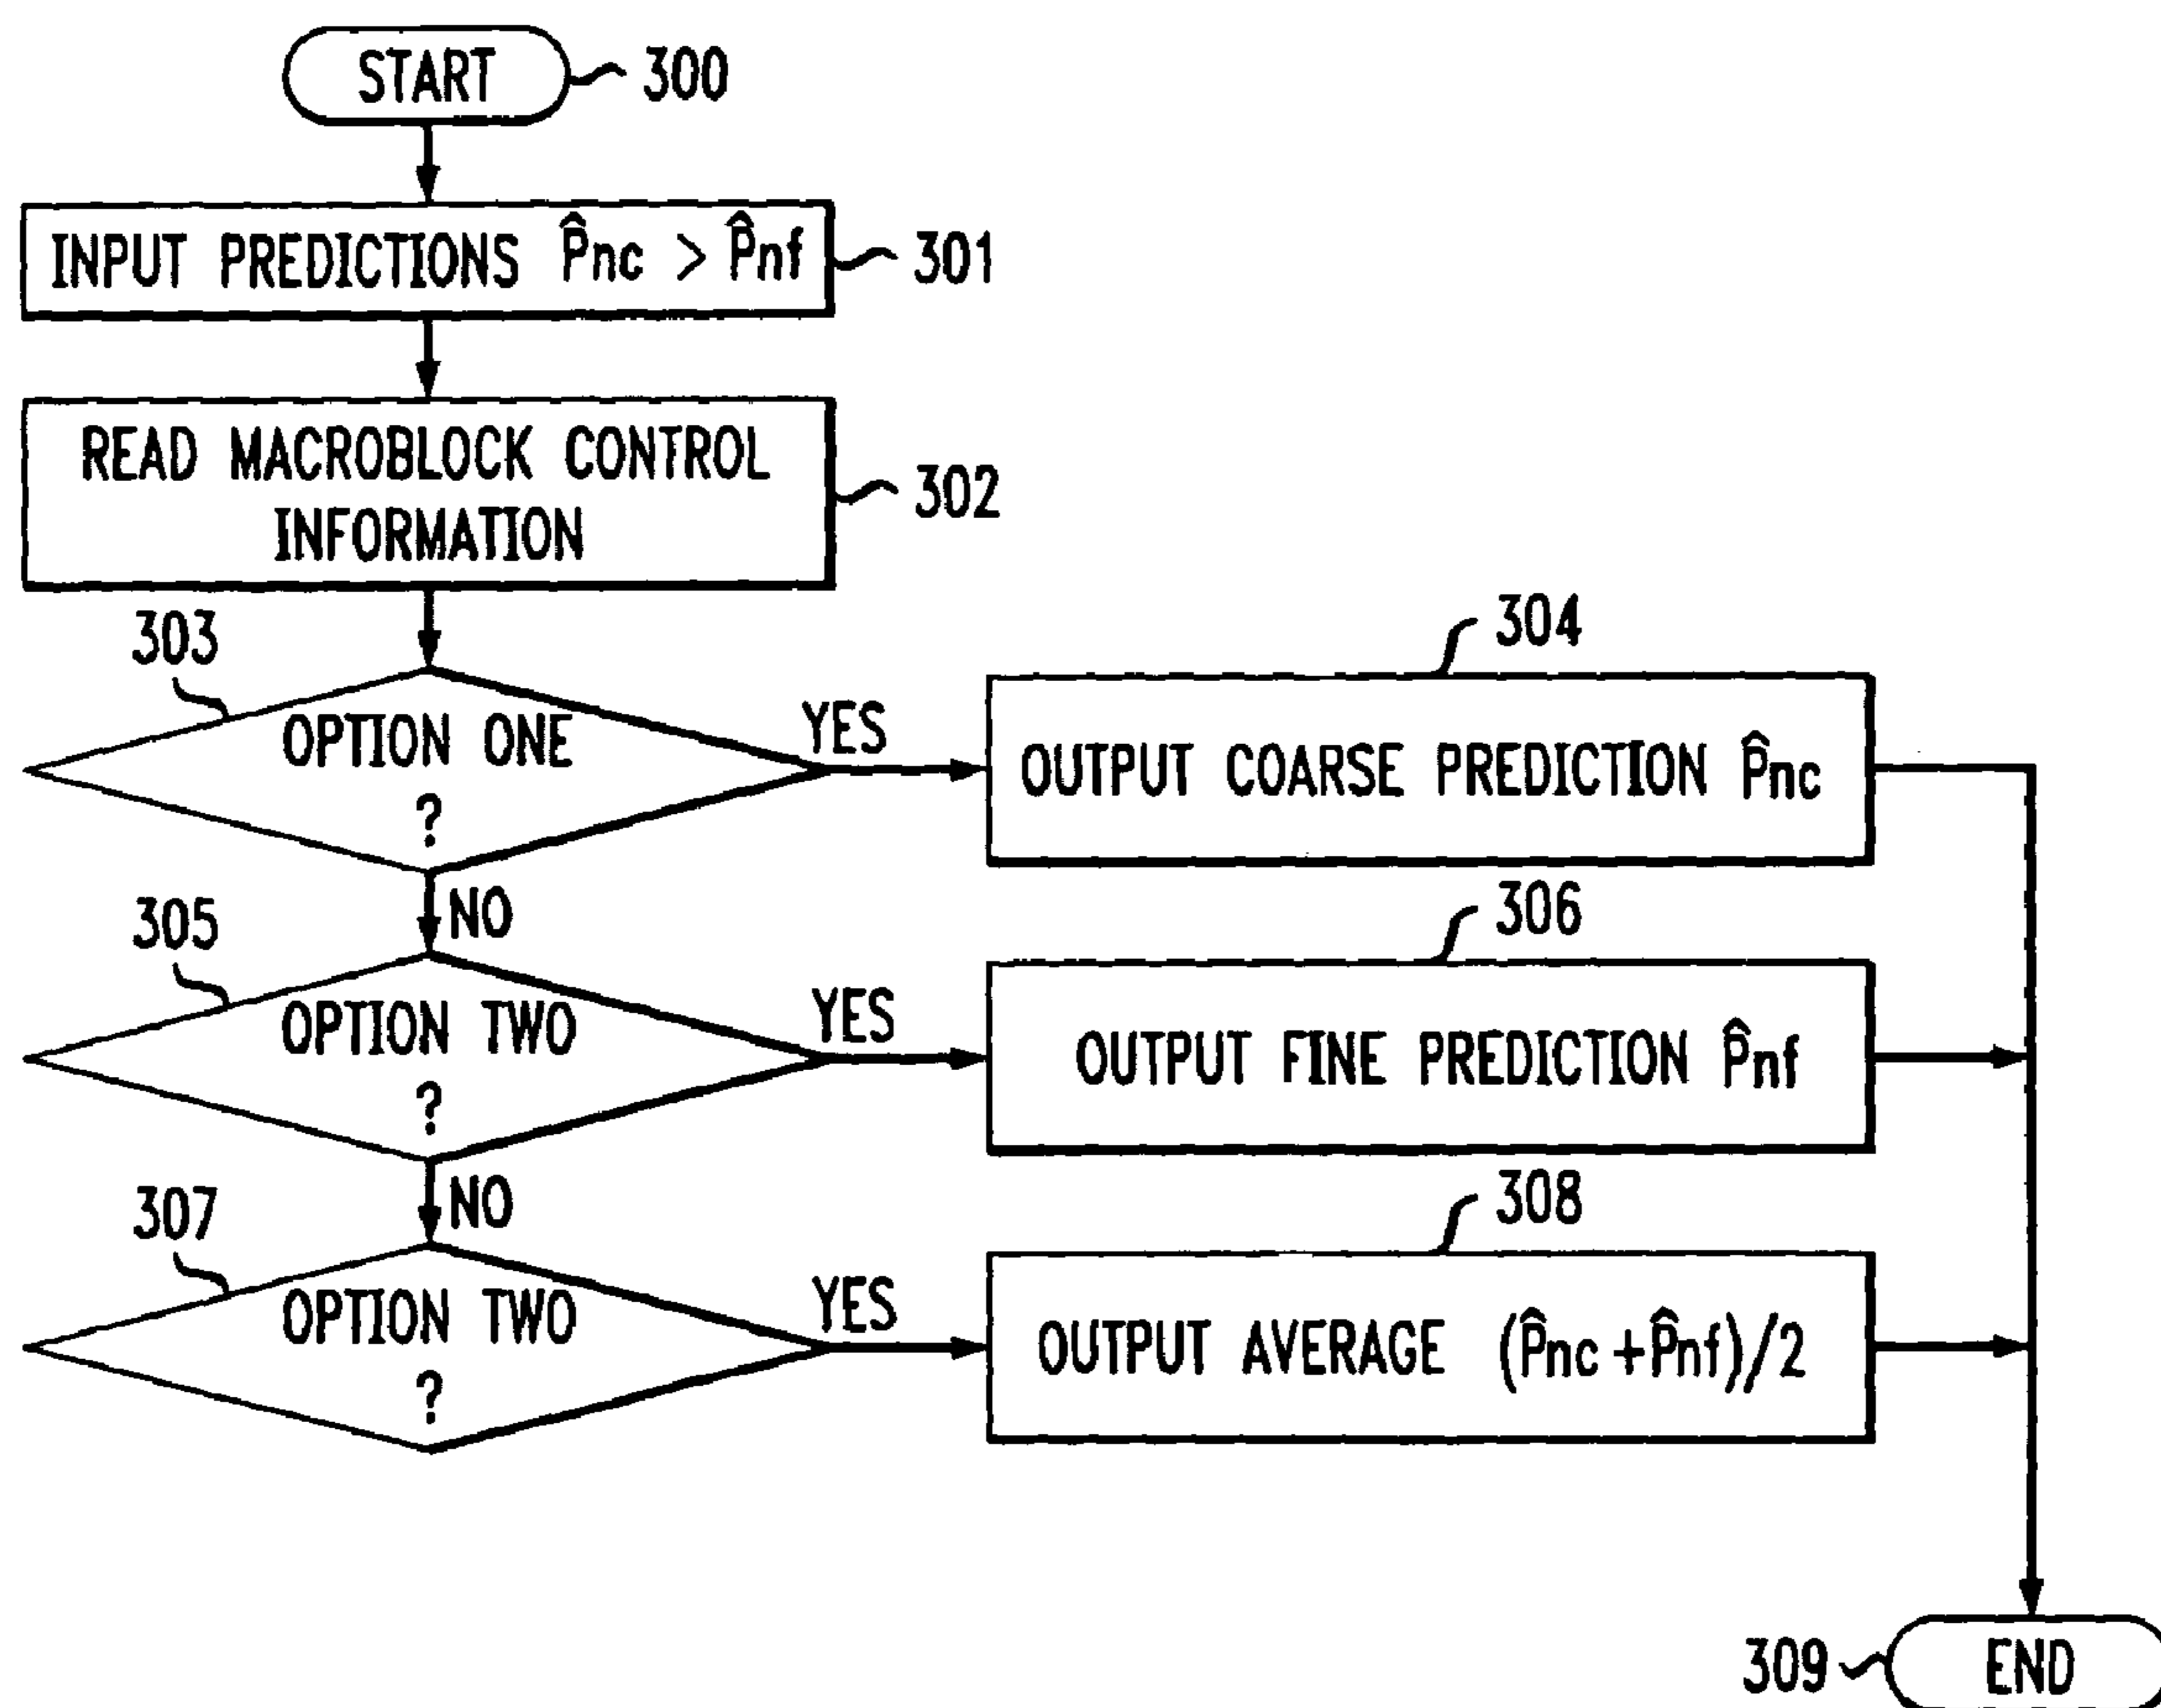 START
300
INPUT PREDICTIONS P̂nc > P̂nf
301
READ MACROBLOCK CONTROL
INFORMATION
302
303
OPTION ONE
?
YES
304
OUTPUT COARSE PREDICTION P̂nc
NO
305
OPTION TWO
?
YES
306
OUTPUT FINE PREDICTION P̂nf
NO
307
OPTION TWO
?
YES
308
OUTPUT AVERAGE (P̂nc + P̂nf)/2
309
END